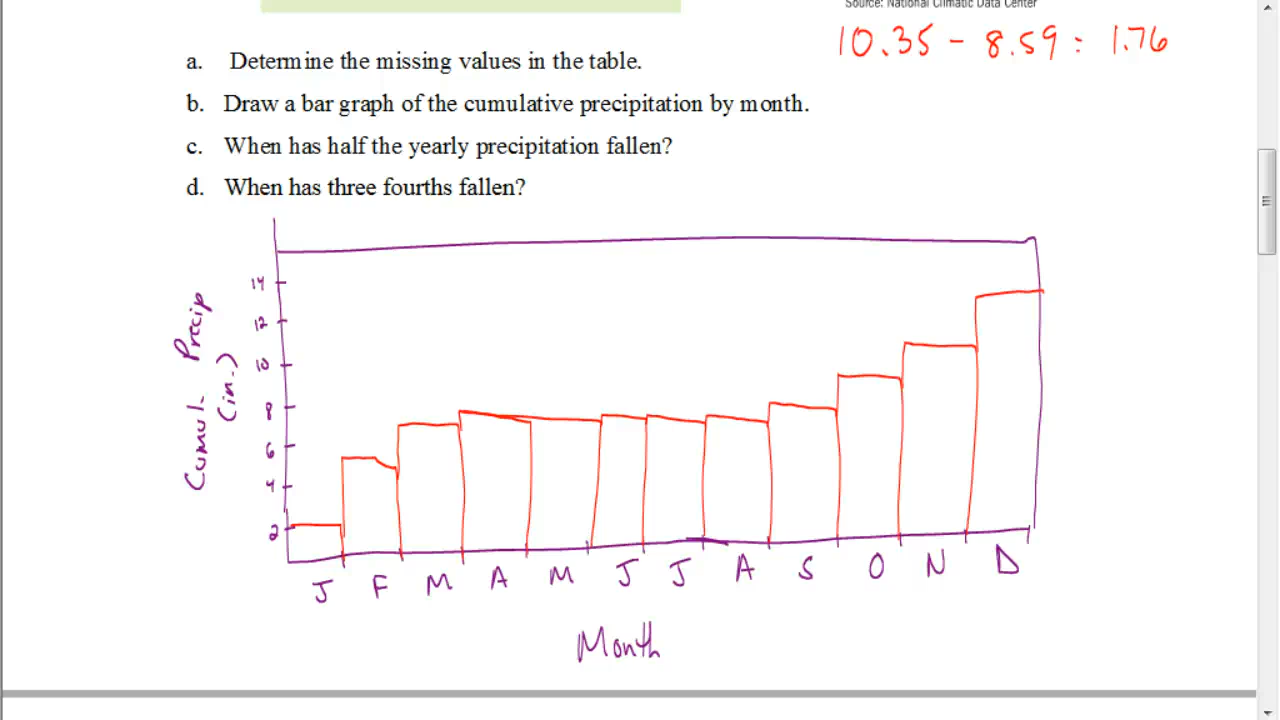 Source: National Climatic Data Center
10.35 - 8.59 = 1.76
a. Determine the missing values in the table.
b. Draw a bar graph of the cumulative precipitation by month.
c. When has half the yearly precipitation fallen?
d. When has three fourths fallen?
Cumul. Precip
(in.)
14
12
10
8
6
4
2
J F M A M J J A S O N D
Month